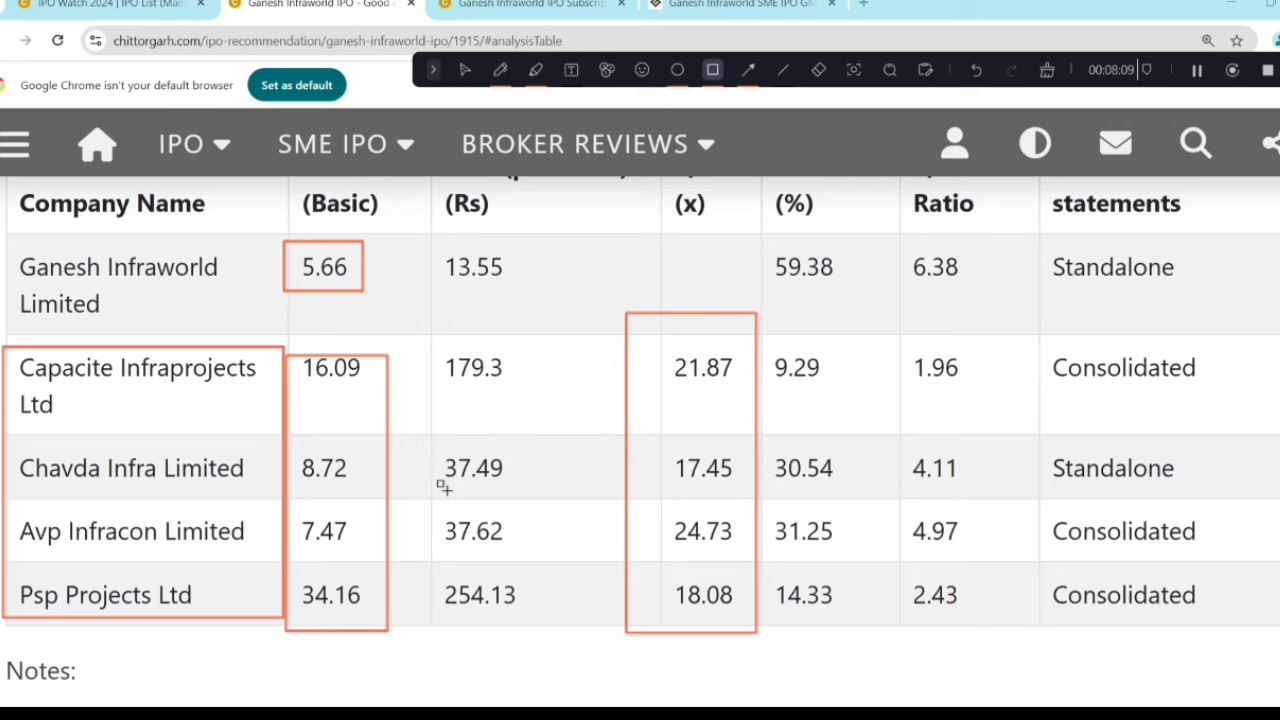 IPO Watch 2024 | IPO List (Main
Ganesh Infraworld IPO - Good
Ganesh Infraworld IPO Subscrip
Ganesh Infraworld SME IPO GM
chittorgarh.com/ipo-recommendation/ganesh-infraworld-ipo/1915/#analysisTable
00:08:09
Google Chrome isn't your default browser Set as default
IPO SME IPO BROKER REVIEWS
Company Name (Basic) (Rs) (x) (%) Ratio statements
Ganesh Infraworld 5.66 13.55 59.38 6.38 Standalone
Limited
Capacite Infraprojects 16.09 179.3 21.87 9.29 1.96 Consolidated
Ltd
Chavda Infra Limited 8.72 37.49 17.45 30.54 4.11 Standalone
Avp Infracon Limited 7.47 37.62 24.73 31.25 4.97 Consolidated
Psp Projects Ltd 34.16 254.13 18.08 14.33 2.43 Consolidated
Notes: